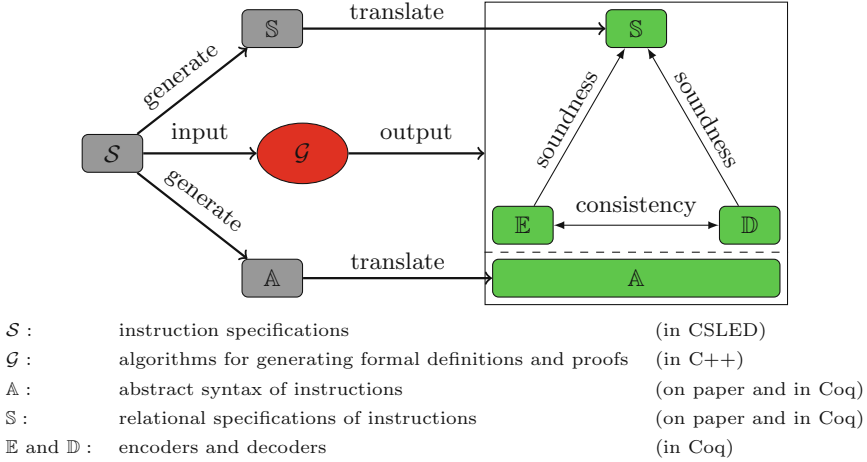 𝕊 translate 𝕊
generate
soundness soundness
𝒮 input 𝒢 output
generate
𝔼 consistency 𝔻
𝔸 translate 𝔸
𝒮 : instruction specifications (in CSLED)
𝒢 : algorithms for generating formal definitions and proofs (in C++)
𝔸 : abstract syntax of instructions (on paper and in Coq)
𝕊 : relational specifications of instructions (on paper and in Coq)
𝔼 and 𝔻 : encoders and decoders (in Coq)